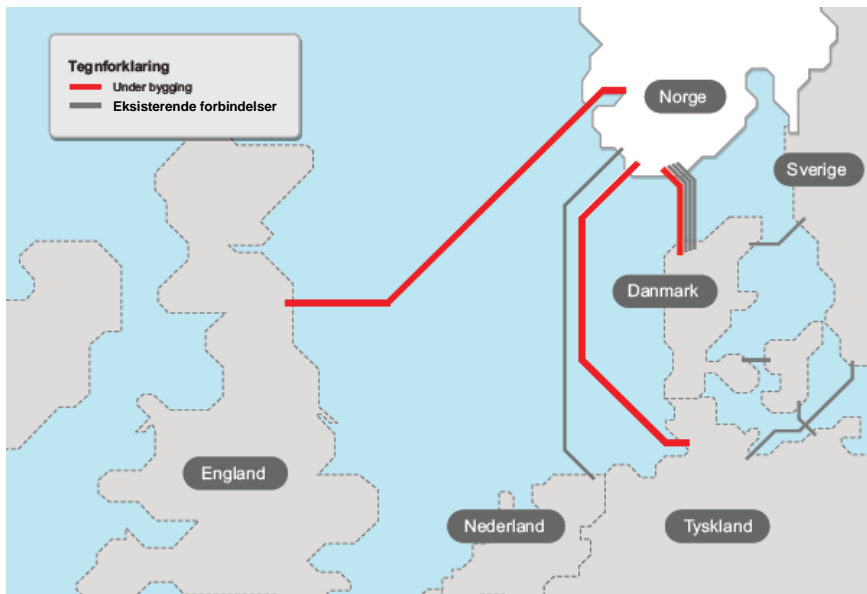 Tegnforklaring
Under bygging
Eksisterende forbindelser
Norge
Sverige
Danmark
England
Nederland
Tyskland